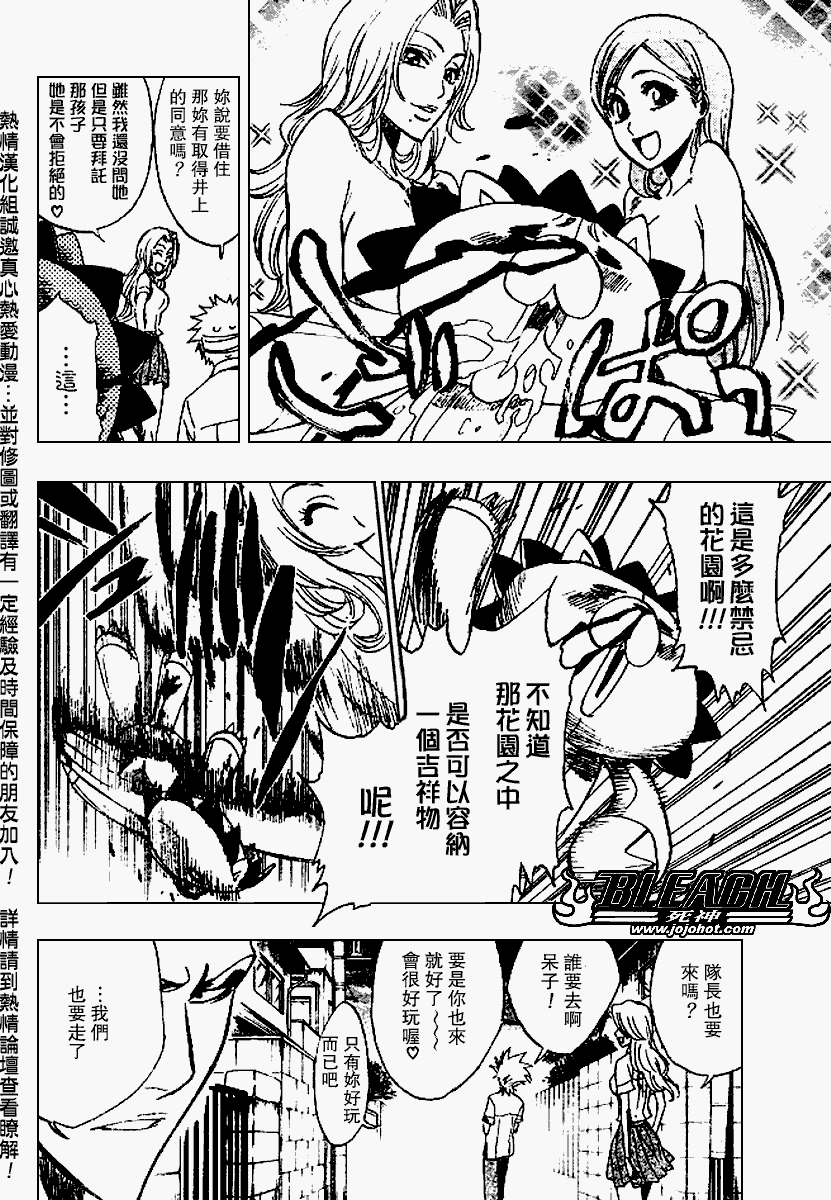 妳說要借住
那妳有取得井上
的同意嗎？
雖然我還沒問她
但是只要拜託
那孩子
她是不會拒絕的♡
…這…
ぱっ
這是多麼禁忌
的花園啊!!!
不知道
那花園之中
是否可以容納
一個吉祥物
呢!!!
BLEACH
死神
www.jojohot.com
隊長也要
來嗎？
誰要去啊
呆子！
要是你也來
就好了～～
會很好玩喔♡
只有妳好玩
而已吧
…我們
也要走了
熱情漢化組誠邀真心熱愛動漫…並對修圖或翻譯有一定經驗及時間保障的朋友加入！ 詳情請到熱情論壇查看瞭解！